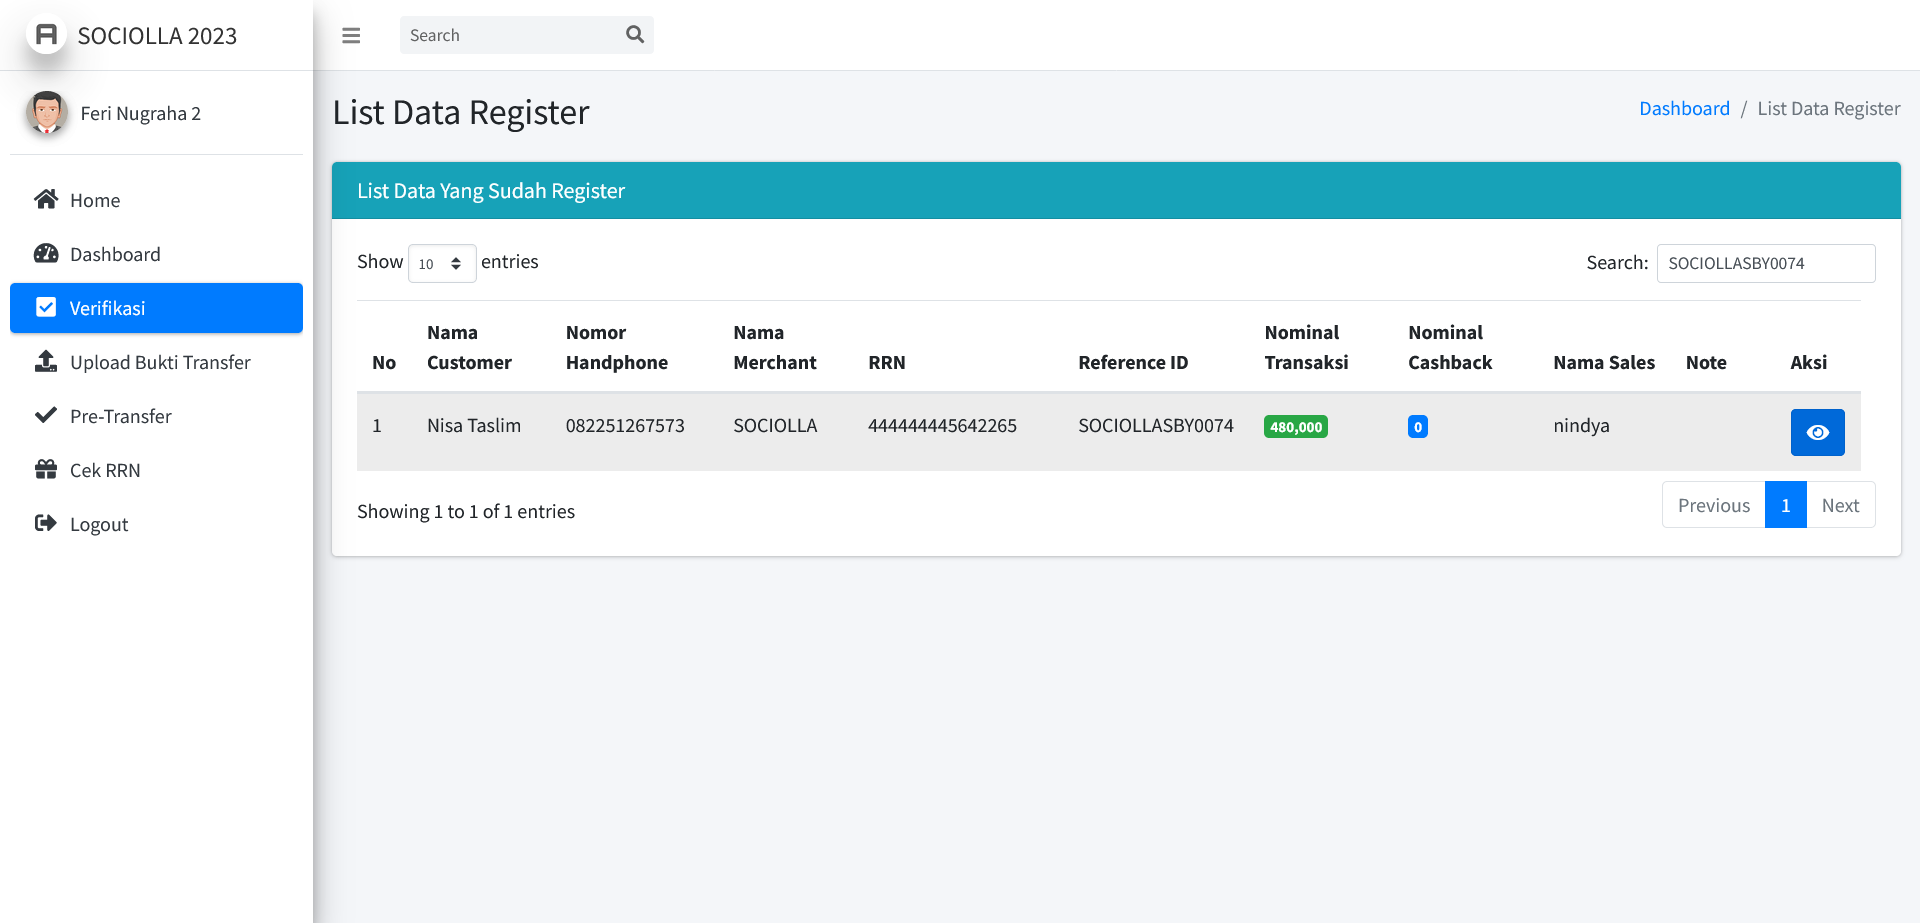 SOCIOLLA 2023
Search
Feri Nugraha 2
Home
Dashboard
Verifikasi
Upload Bukti Transfer
Pre-Transfer
Cek RRN
Logout
List Data Register
Dashboard / List Data Register
List Data Yang Sudah Register
Show 10 entries
Search: SOCIOLLASBY0074
No Nama Customer Nomor Handphone Nama Merchant RRN Reference ID Nominal Transaksi Nominal Cashback Nama Sales Note Aksi
1 Nisa Taslim 082251267573 SOCIOLLA 444444445642265 SOCIOLLASBY0074 480,000 0 nindya
Showing 1 to 1 of 1 entries
Previous 1 Next